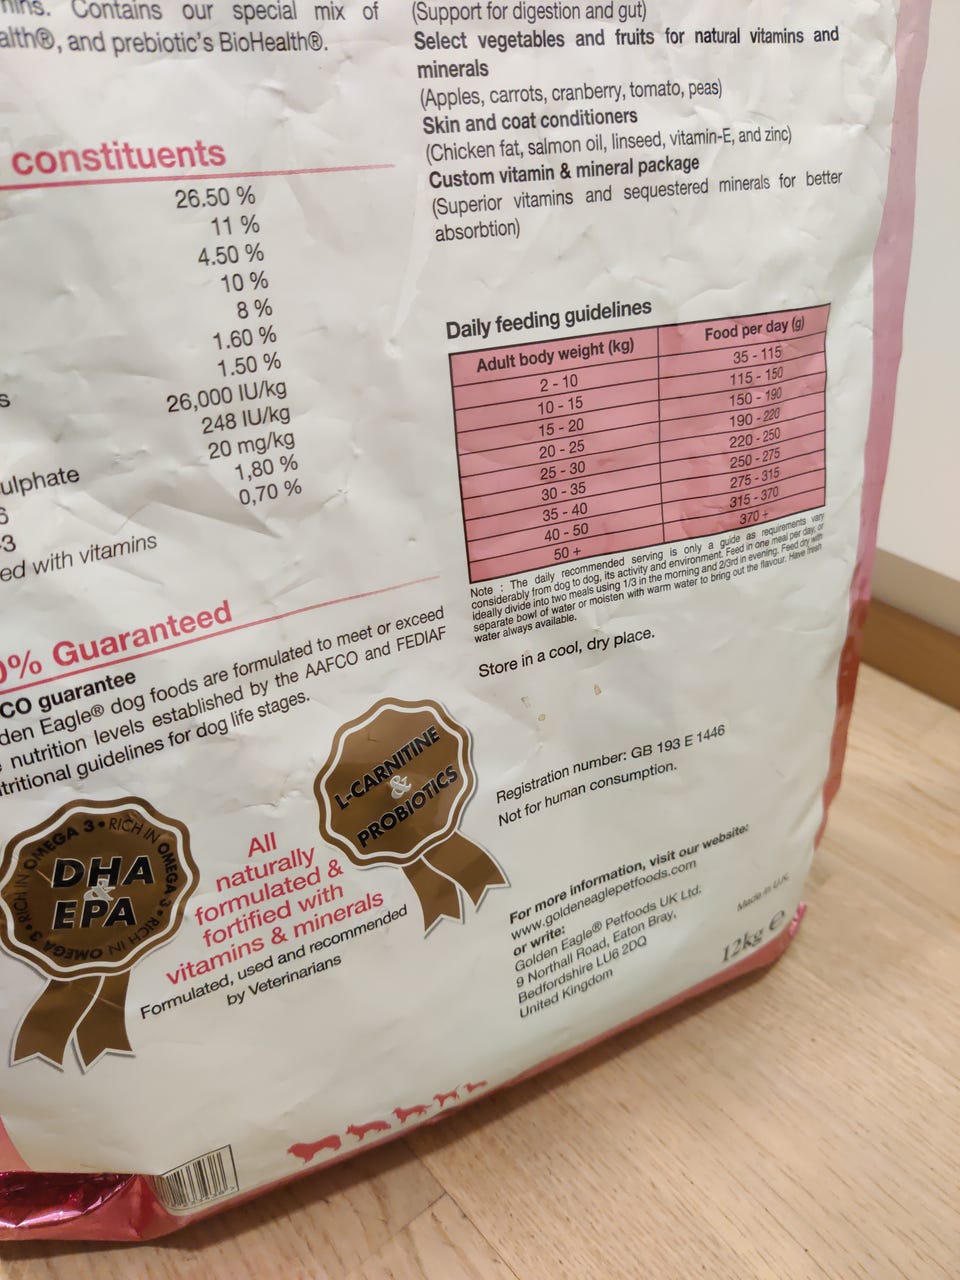 Contains our special mix of
alth®, and prebiotic's BioHealth®.
constituents
26.50 %
11 %
4.50 %
10 %
8 %
1.60 %
1.50 %
s
26,000 IU/kg
248 IU/kg
20 mg/kg
ulphate
1,80 %
6
0,70 %
-3
ed with vitamins
0% Guaranteed
CO guarantee
den Eagle® dog foods are formulated to meet or exceed
nutrition levels established by the AAFCO and FEDIAF
tritional guidelines for dog life stages.
DHA
&
EPA
RICH IN OMEGA 3 • RICH IN OMEGA 3 • RICH IN OMEGA 3
L-CARNITINE
&
PROBIOTICS
All
naturally
formulated &
fortified with
vitamins & minerals
Formulated, used and recommended
by Veterinarians
(Support for digestion and gut)
Select vegetables and fruits for natural vitamins and
minerals
(Apples, carrots, cranberry, tomato, peas)
Skin and coat conditioners
(Chicken fat, salmon oil, linseed, vitamin-E, and zinc)
Custom vitamin & mineral package
(Superior vitamins and sequestered minerals for better
absorbtion)
Daily feeding guidelines
Adult body weight (kg) Food per day (g)
2 - 10 35 - 115
10 - 15 115 - 150
15 - 20 150 - 190
20 - 25 190 - 220
25 - 30 220 - 250
30 - 35 250 - 275
35 - 40 275 - 315
40 - 50 315 - 370
50 + 370 +
Note : The daily recommended serving is only a guide as requirements vary
considerably from dog to dog, its activity and environment. Feed in one meal per day, or
ideally divide into two meals using 1/3 in the morning and 2/3rd in evening. Feed dry with
separate bowl of water or moisten with warm water to bring out the flavour. Have fresh
water always available.
Store in a cool, dry place.
Registration number: GB 193 E 1446
Not for human consumption.
For more information, visit our website:
www.goldeneaglepetfoods.com
or write:
Golden Eagle® Petfoods UK Ltd.
9 Northall Road, Eaton Bray,
Bedfordshire LU6 2DQ
United Kingdom
Made in U.K.
12kg e